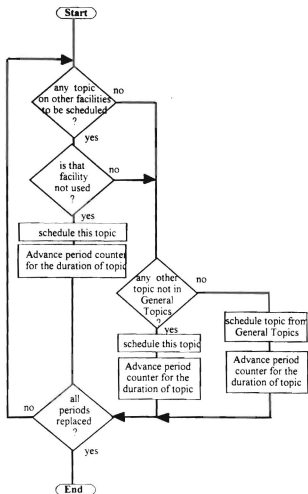 Start
any topic
on other facilities
to be scheduled
?
no
yes
is that
facility
not used
?
no
yes
schedule this topic
Advance period counter
for the duration of topic
any other
topic not in
General
Topics
?
no
yes
schedule this topic
Advance period
counter for the
duration of topic
schedule topic from
General Topics
Advance period
counter for the
duration of topic
all
periods
replaced
?
no
yes
End